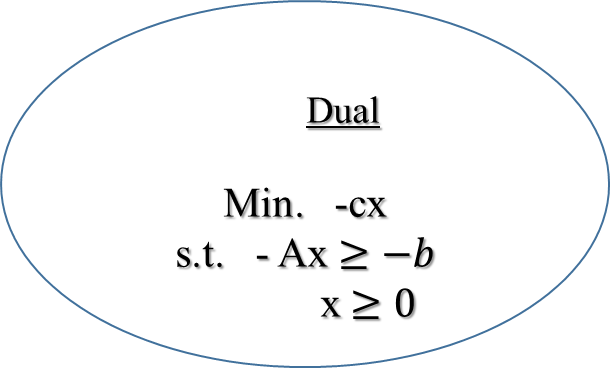 Dual
Min. -cx
s.t. - Ax ≥ −b
x ≥ 0